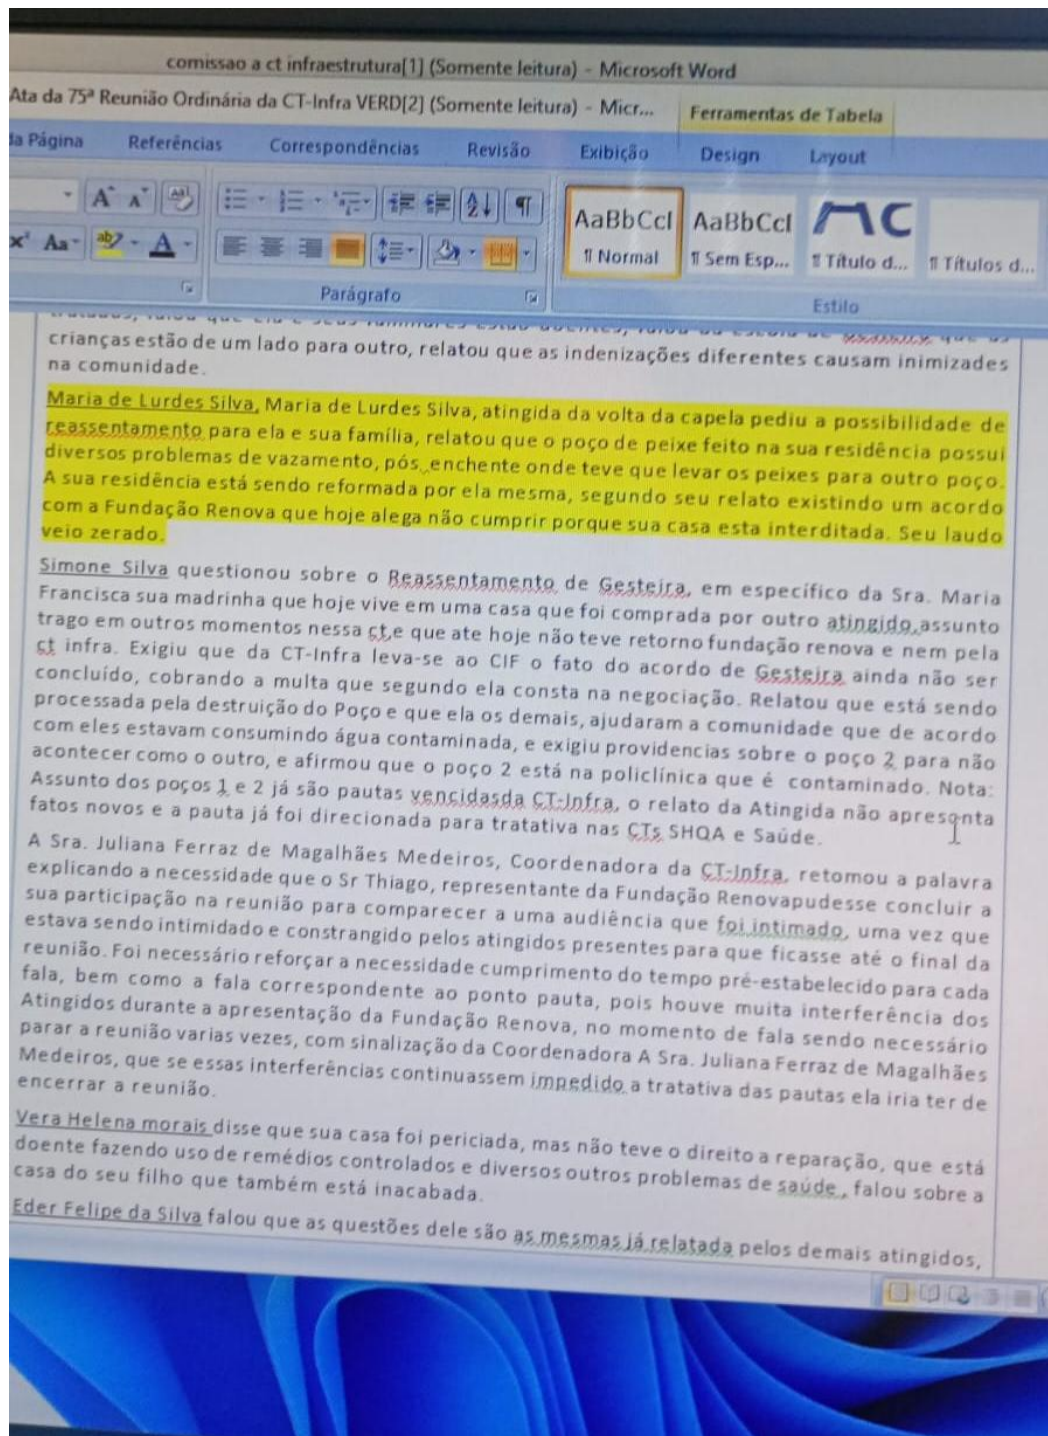 comissao a ct infraestrutura[1] (Somente leitura) - Microsoft Word
Ata da 75ª Reunião Ordinária da CT-Infra VERD[2] (Somente leitura) - Micr...
Ferramentas de Tabela
da Página Referências Correspondências Revisão Exibição Design Layout
AaBbCcI AaBbCcI
¶ Normal ¶ Sem Esp... ¶ Título d... ¶ Títulos d...
Parágrafo Estilo
crianças estão de um lado para outro, relatou que as indenizações diferentes causam inimizades
na comunidade.
Maria de Lurdes Silva, Maria de Lurdes Silva, atingida da volta da capela pediu a possibilidade de
reassentamento para ela e sua família, relatou que o poço de peixe feito na sua residência possui
diversos problemas de vazamento, pós, enchente onde teve que levar os peixes para outro poço.
A sua residência está sendo reformada por ela mesma, segundo seu relato existindo um acordo
com a Fundação Renova que hoje alega não cumprir porque sua casa esta interditada. Seu laudo
veio zerado.
Simone Silva questionou sobre o Reassentamento de Gesteira, em específico da Sra. Maria
Francisca sua madrinha que hoje vive em uma casa que foi comprada por outro atingido,assunto
trago em outros momentos nessa ct,e que ate hoje não teve retorno fundação renova e nem pela
ct infra. Exigiu que da CT-Infra leva-se ao CIF o fato do acordo de Gesteira ainda não ser
concluído, cobrando a multa que segundo ela consta na negociação. Relatou que está sendo
processada pela destruição do Poço e que ela os demais, ajudaram a comunidade que de acordo
com eles estavam consumindo água contaminada, e exigiu providencias sobre o poço 2 para não
acontecer como o outro, e afirmou que o poço 2 está na policlínica que é contaminado. Nota:
Assunto dos poços 1 e 2 já são pautas vencidasda CT-Infra, o relato da Atingida não apresenta
fatos novos e a pauta já foi direcionada para tratativa nas CTs SHQA e Saúde.
A Sra. Juliana Ferraz de Magalhães Medeiros, Coordenadora da CT-Infra, retomou a palavra
explicando a necessidade que o Sr Thiago, representante da Fundação Renovapudesse concluir a
sua participação na reunião para comparecer a uma audiência que foi intimado, uma vez que
estava sendo intimidado e constrangido pelos atingidos presentes para que ficasse até o final da
reunião. Foi necessário reforçar a necessidade cumprimento do tempo pré-estabelecido para cada
fala, bem como a fala correspondente ao ponto pauta, pois houve muita interferência dos
Atingidos durante a apresentação da Fundação Renova, no momento de fala sendo necessário
parar a reunião varias vezes, com sinalização da Coordenadora A Sra. Juliana Ferraz de Magalhães
Medeiros, que se essas interferências continuassem impedido a tratativa das pautas ela iria ter de
encerrar a reunião.
Vera Helena morais disse que sua casa foi periciada, mas não teve o direito a reparação, que está
doente fazendo uso de remédios controlados e diversos outros problemas de saúde, falou sobre a
casa do seu filho que também está inacabada.
Eder Felipe da Silva falou que as questões dele são as mesmas já relatada pelos demais atingidos,